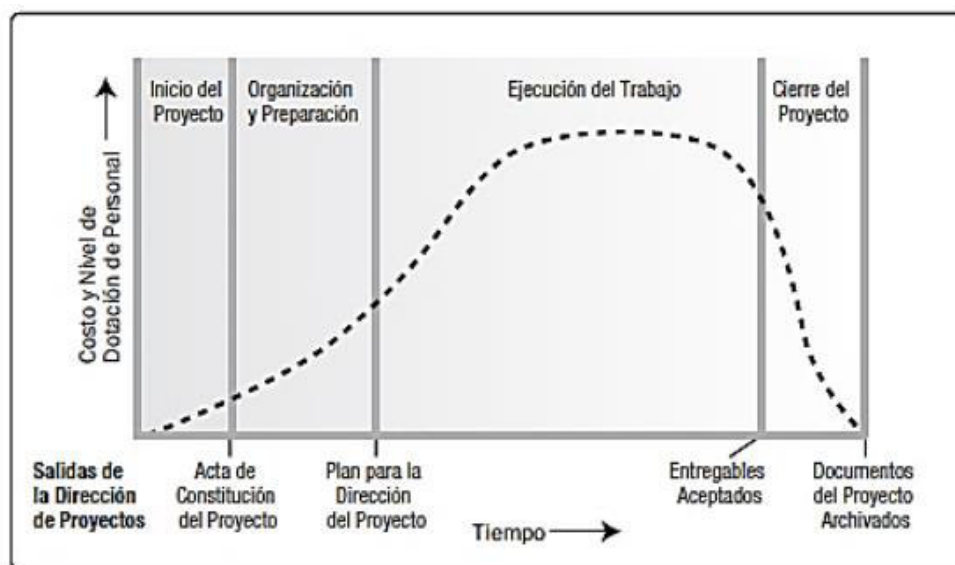 Inicio del
Proyecto
Organización
y Preparación
Ejecución del Trabajo
Cierre del
Proyecto
Costo y Nivel de
Dotación de Personal
Salidas de
la Dirección
de Proyectos
Acta de
Constitución
del Proyecto
Plan para la
Dirección
del Proyecto
Entregables
Aceptados
Documentos
del Proyecto
Archivados
Tiempo